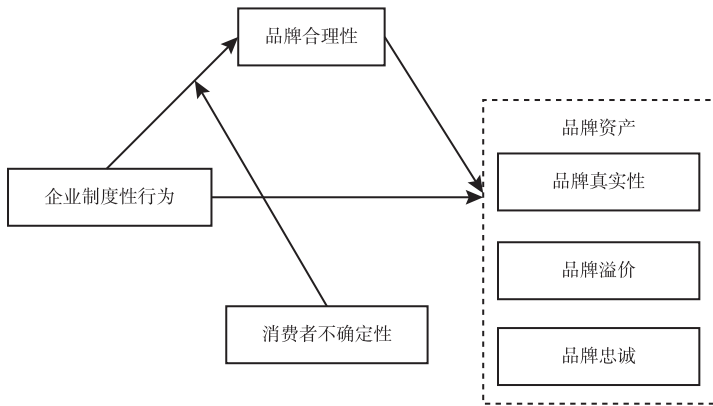 品牌合理性
品牌资产
品牌真实性
企业制度性行为
品牌溢价
消费者不确定性
品牌忠诚